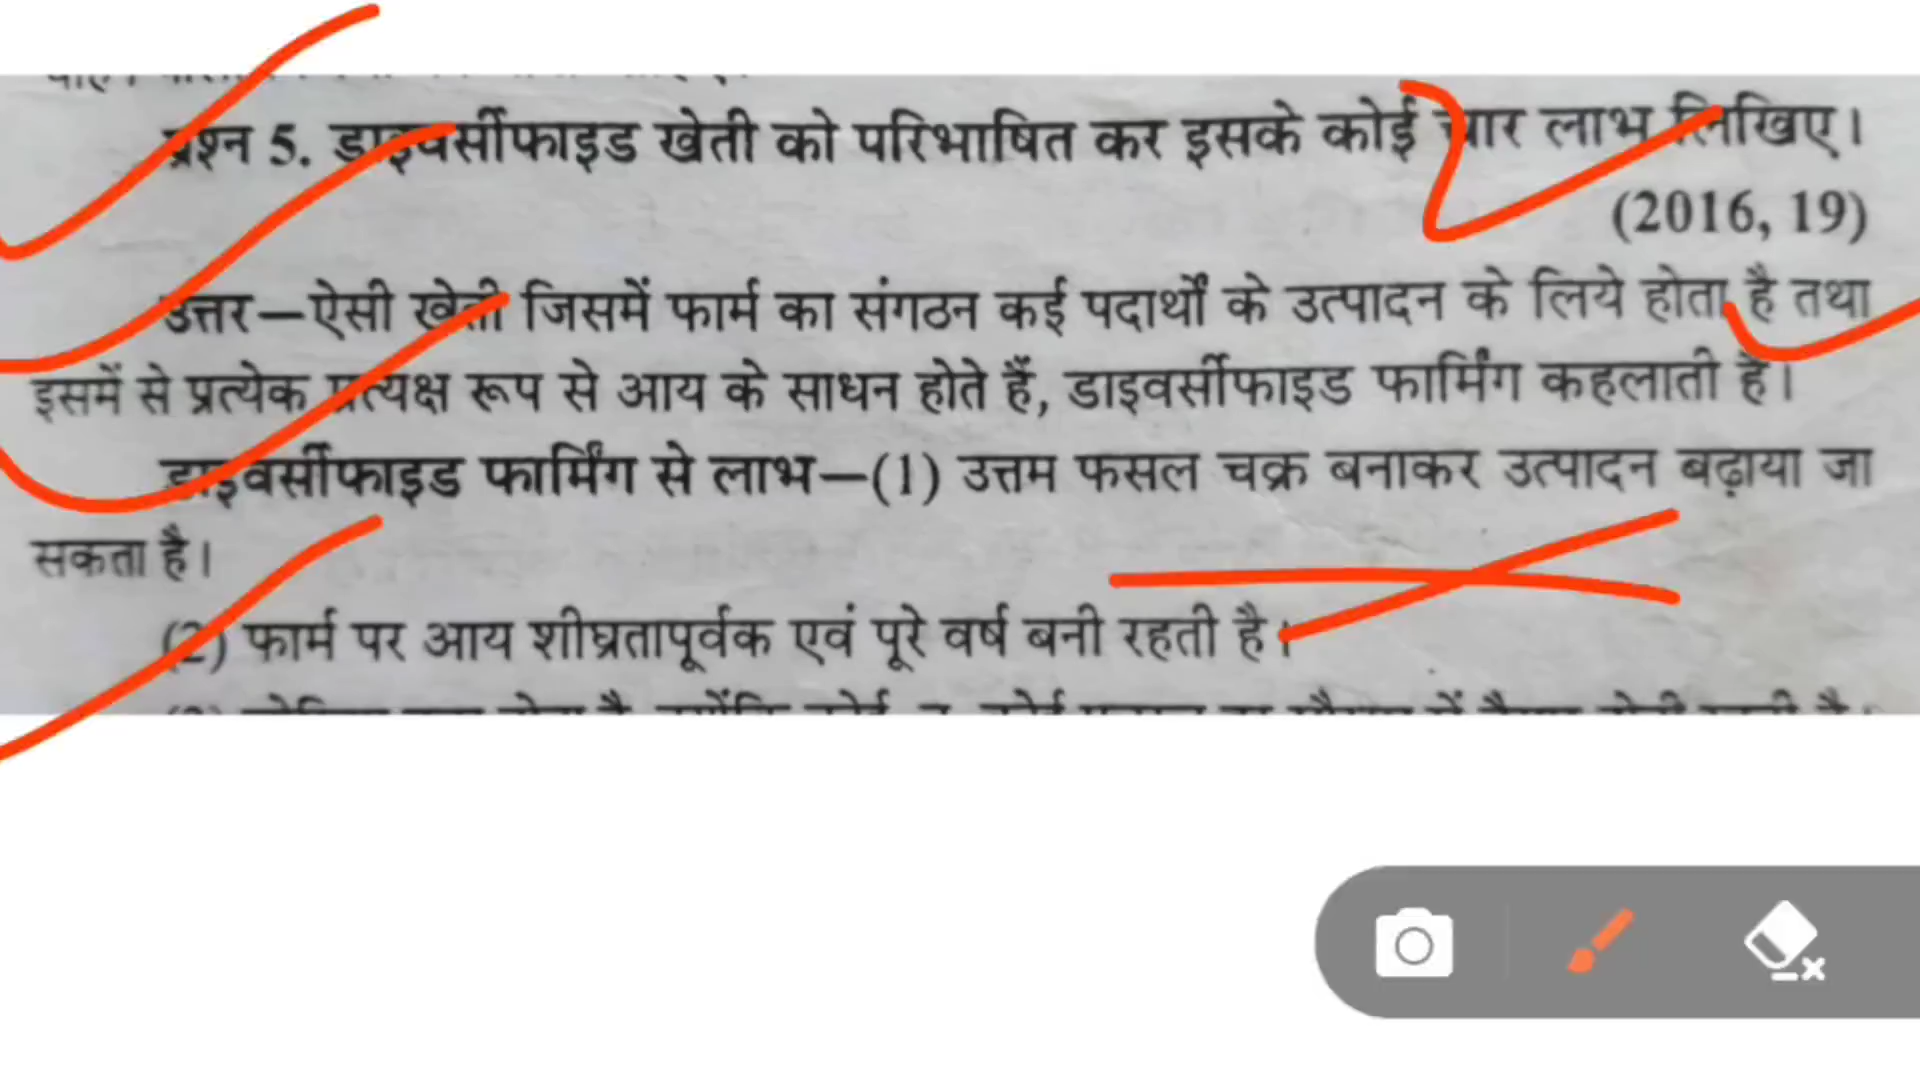 प्रश्न 5. डाइवर्सीफाइड खेती को परिभाषित कर इसके कोई चार लाभ लिखिए।
(2016, 19)
उत्तर—ऐसी खेती जिसमें फार्म का संगठन कई पदार्थों के उत्पादन के लिये होता है तथा
इसमें से प्रत्येक प्रत्यक्ष रूप से आय के साधन होते हैं, डाइवर्सीफाइड फार्मिंग कहलाती है।
डाइवर्सीफाइड फार्मिंग से लाभ—(1) उत्तम फसल चक्र बनाकर उत्पादन बढ़ाया जा
सकता है।
(2) फार्म पर आय शीघ्रतापूर्वक एवं पूरे वर्ष बनी रहती है।